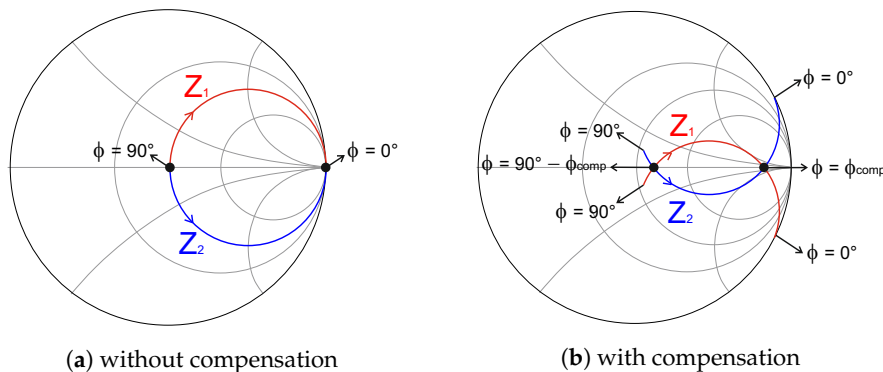 Z₁
ϕ = 90°
ϕ = 0°
Z₂
(a) without compensation
ϕ = 0°
ϕ = 90°
Z₁
ϕ = 90° − ϕcomp
ϕ = ϕcomp
ϕ = 90°
Z₂
ϕ = 0°
(b) with compensation